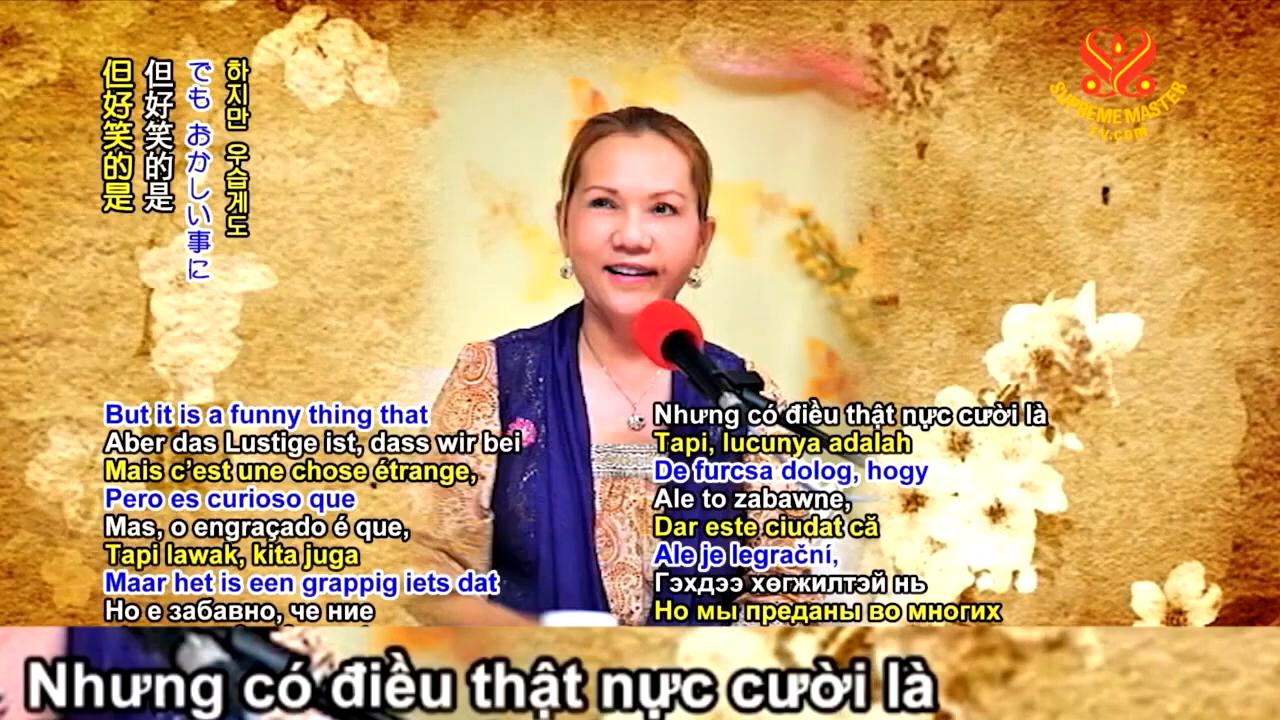 但好笑的是
但好笑的是
でも おかしい事に
하지만 우습게도
SUPREME MASTER
TV.com
But it is a funny thing that
Aber das Lustige ist, dass wir bei
Mais c’est une chose étrange,
Pero es curioso que
Mas, o engraçado é que,
Tapi lawak, kita juga
Maar het is een grappig iets dat
Но е забавно, че ние
Nhưng có điều thật nực cười là
Tapi, lucunya adalah
De furcsa dolog, hogy
Ale to zabawne,
Dar este ciudat că
Ale je legrační,
Гэхдээ хөгжилтэй нь
Но мы преданы во многих
Nhưng có điều thật nực cười là